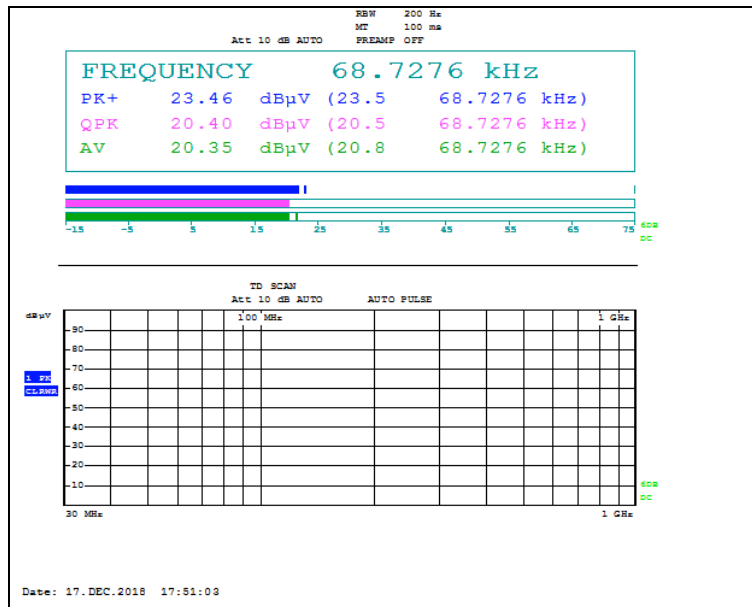 RBW 200 Hz
MT 100 ms
Att 10 dB AUTO PREAMP OFF
FREQUENCY 68.7276 kHz
PK+ 23.46 dBµV (23.5 68.7276 kHz)
QPK 20.40 dBµV (20.5 68.7276 kHz)
AV 20.35 dBµV (20.8 68.7276 kHz)
-15 -5 5 15 25 35 45 55 65 75
6DB
DC
TD SCAN
Att 10 dB AUTO AUTO PULSE
dBµV
100 MHz 1 GHz
90
80
70
1 PK
60
CLRWR
50
40
30
20
10
6DB
DC
30 MHz 1 GHz
Date: 17.DEC.2018 17:51:03